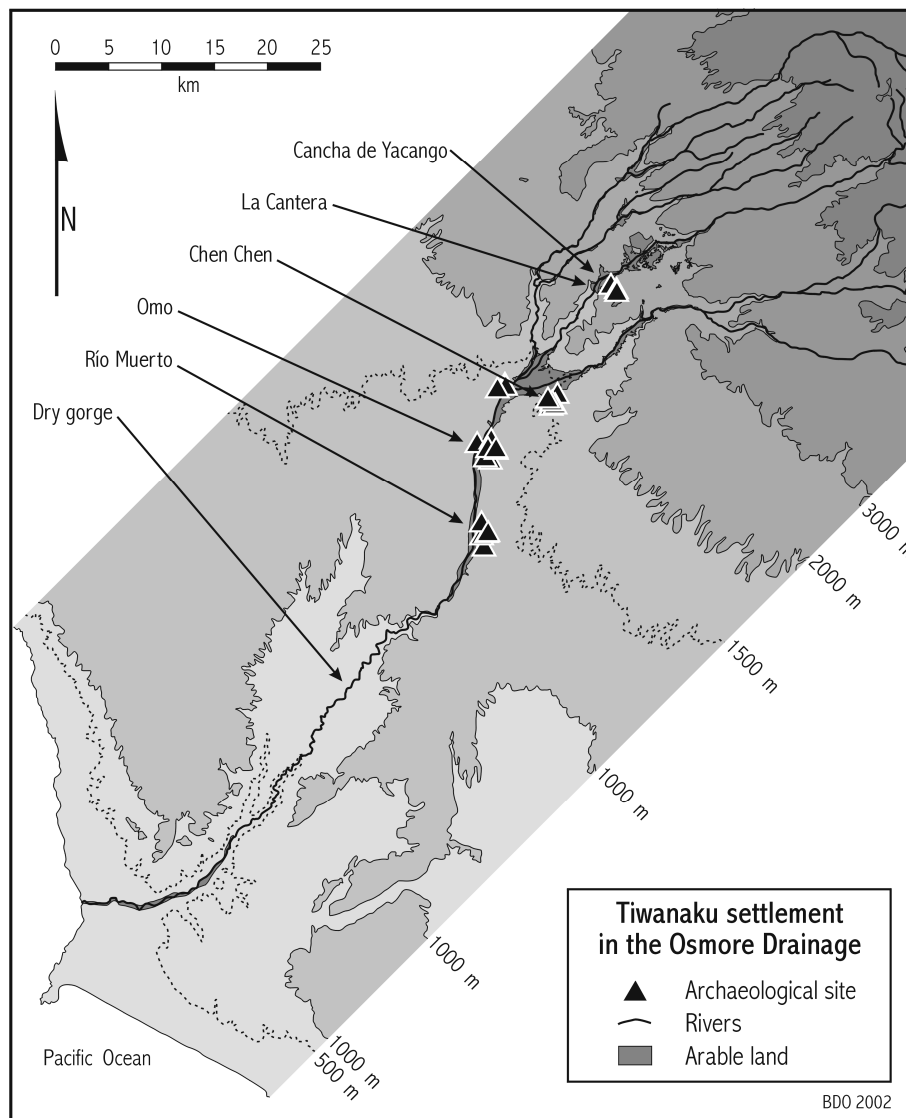 0 5 10 15 20 25
km
N
Cancha de Yacango
La Cantera
Chen Chen
Omo
Río Muerto
Dry gorge
3000 m
2000 m
1500 m
1000 m
1000 m
1000 m
500 m
Pacific Ocean
Tiwanaku settlement
in the Osmore Drainage
Archaeological site
Rivers
Arable land
BDO 2002